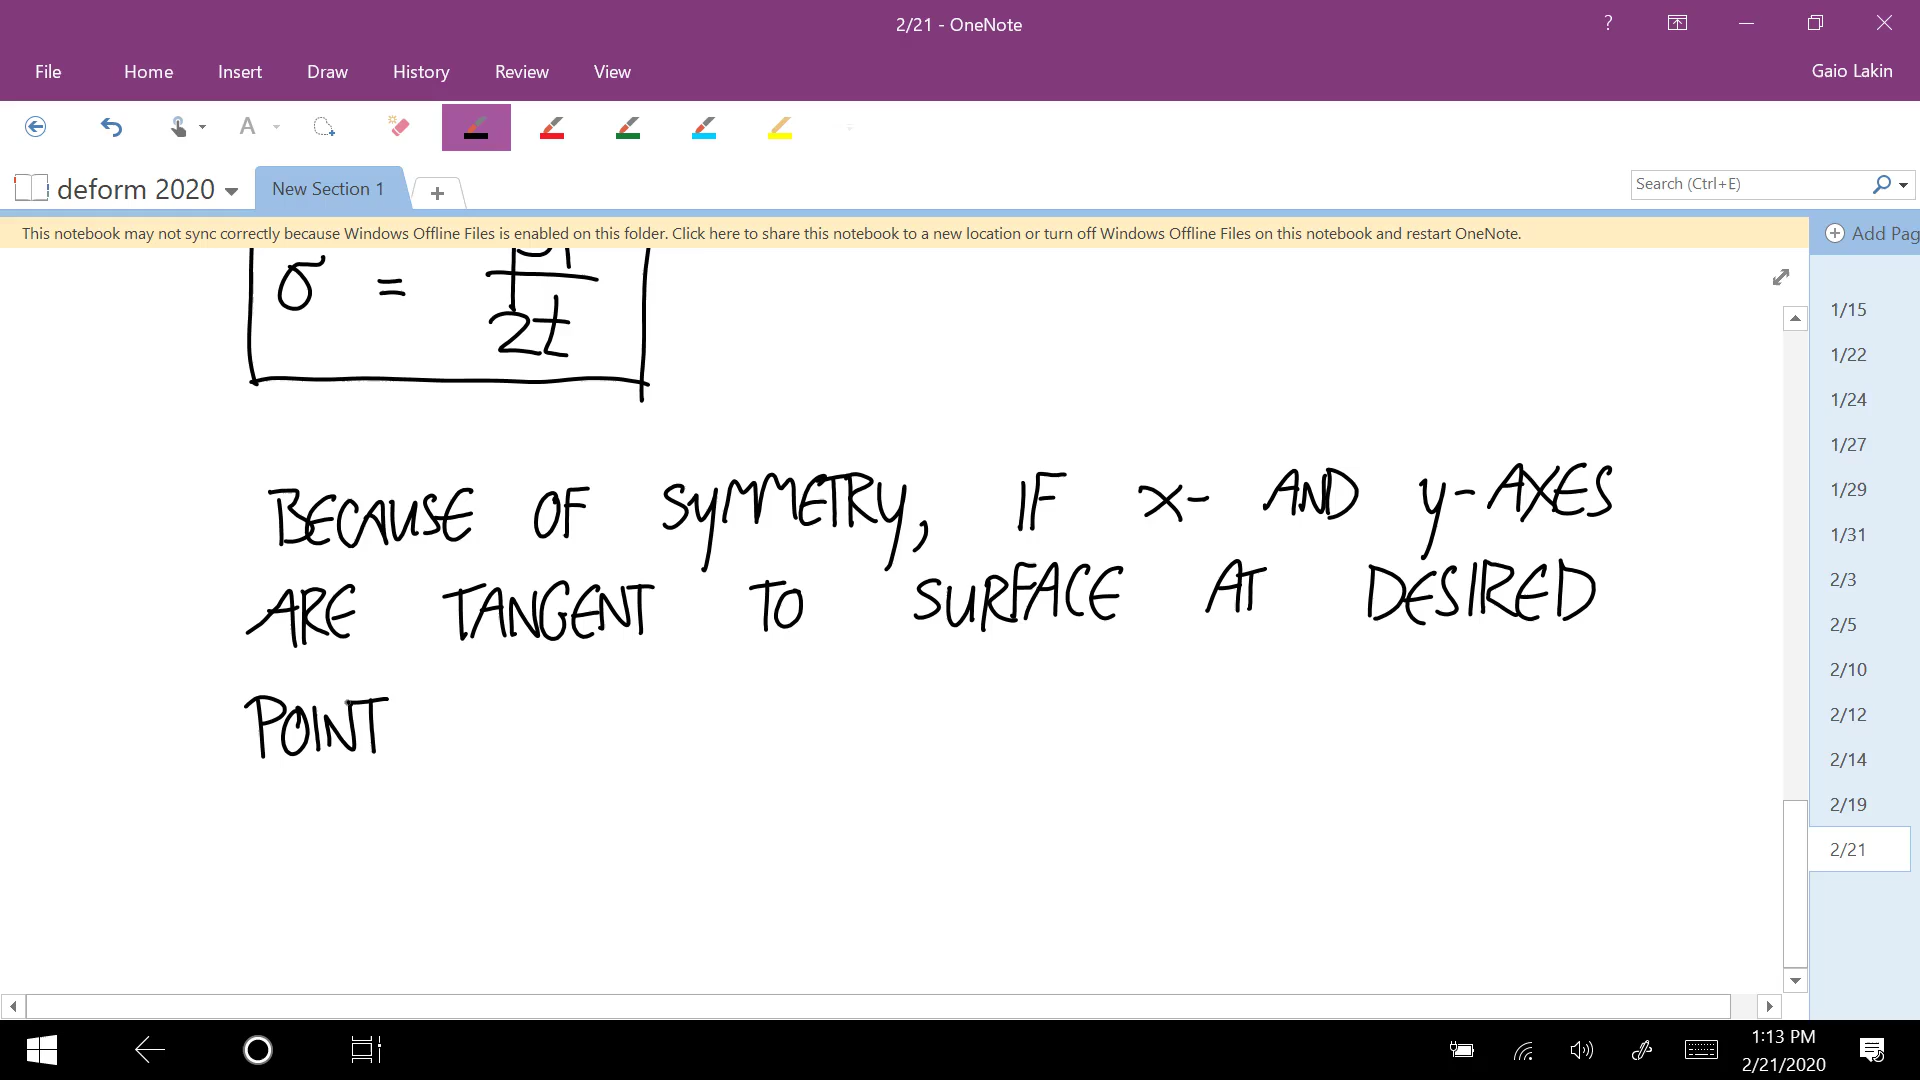 2/21 - OneNote
?
File Home Insert Draw History Review View
Gaio Lakin
A
deform 2020
New Section 1
+
Search (Ctrl+E)
This notebook may not sync correctly because Windows Offline Files is enabled on this folder. Click here to share this notebook to a new location or turn off Windows Offline Files on this notebook and restart OneNote.
Add Pag
σ =
2t
BECAUSE OF SYMMETRY, IF x- AND y-AXES
ARE TANGENT TO SURFACE AT DESIRED
POINT
1/15
1/22
1/24
1/27
1/29
1/31
2/3
2/5
2/10
2/12
2/14
2/19
2/21
1:13 PM
2/21/2020